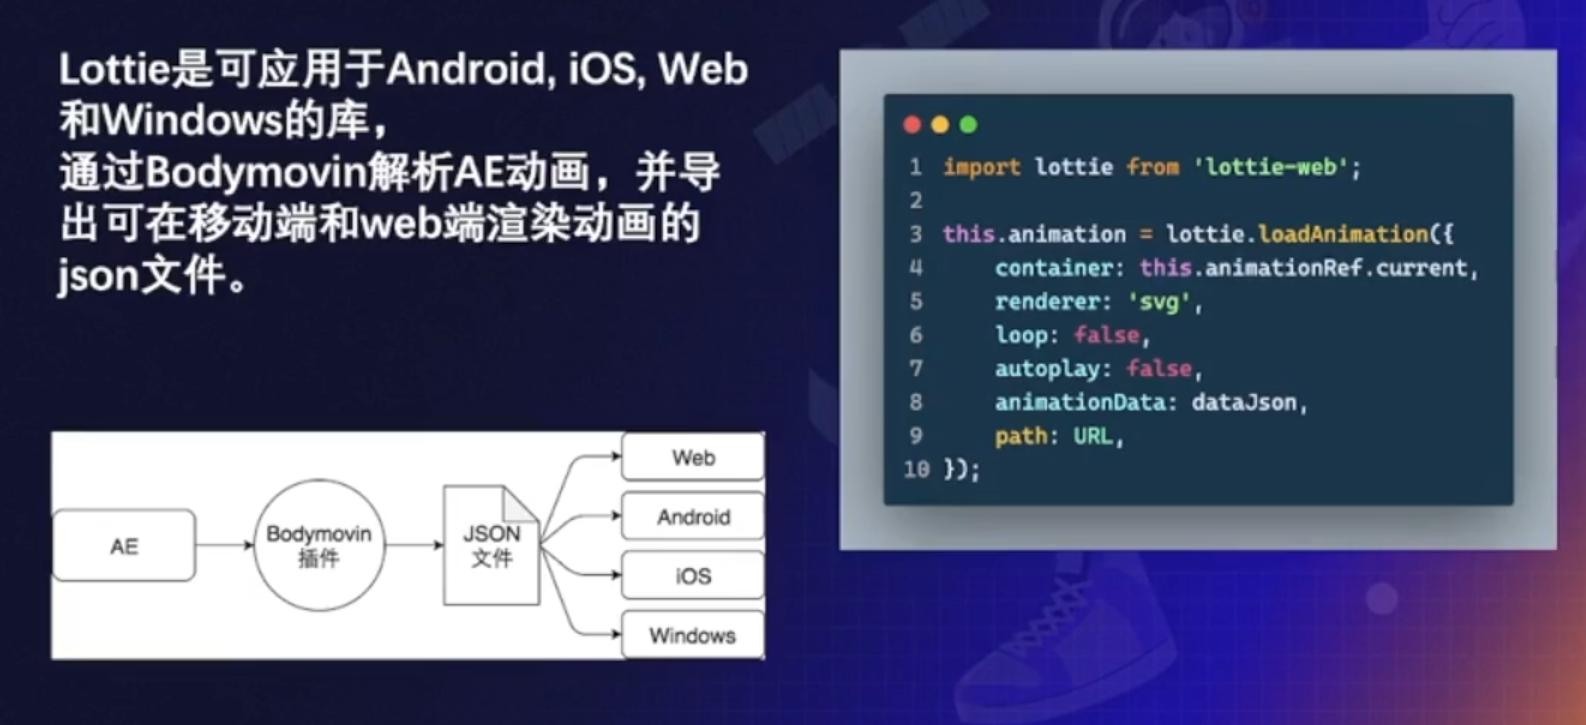 Lottie是可应用于Android, iOS, Web
和Windows的库，
通过Bodymovin解析AE动画，并导
出可在移动端和web端渲染动画的
json文件。
AE
Bodymovin
插件
JSON
文件
Web
Android
iOS
Windows
1 import lottie from 'lottie-web';
2
3 this.animation = lottie.loadAnimation({
4     container: this.animationRef.current,
5     renderer: 'svg',
6     loop: false,
7     autoplay: false,
8     animationData: dataJson,
9     path: URL,
10 });